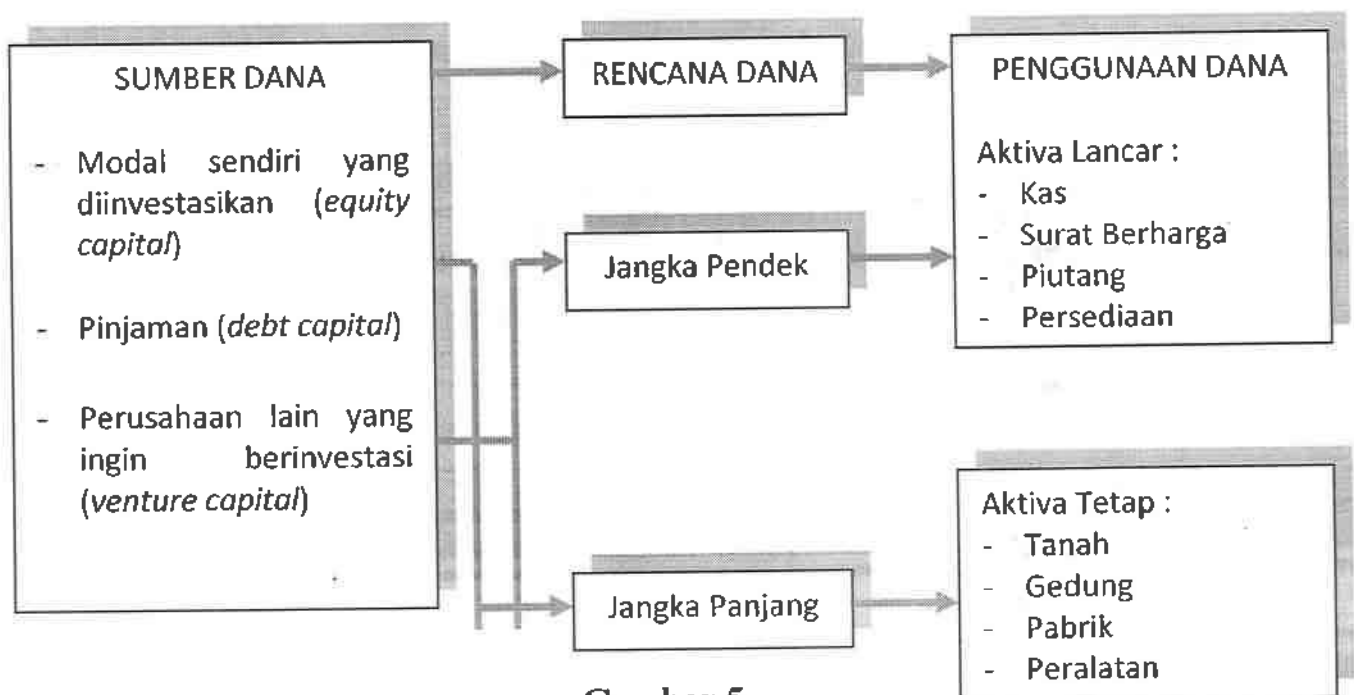 SUMBER DANA
- Modal sendiri yang
diinvestasikan (equity
capital)
- Pinjaman (debt capital)
- Perusahaan lain yang
ingin berinvestasi
(venture capital)
RENCANA DANA
Jangka Pendek
Jangka Panjang
PENGGUNAAN DANA
Aktiva Lancar :
- Kas
- Surat Berharga
- Piutang
- Persediaan
Aktiva Tetap :
- Tanah
- Gedung
- Pabrik
- Peralatan